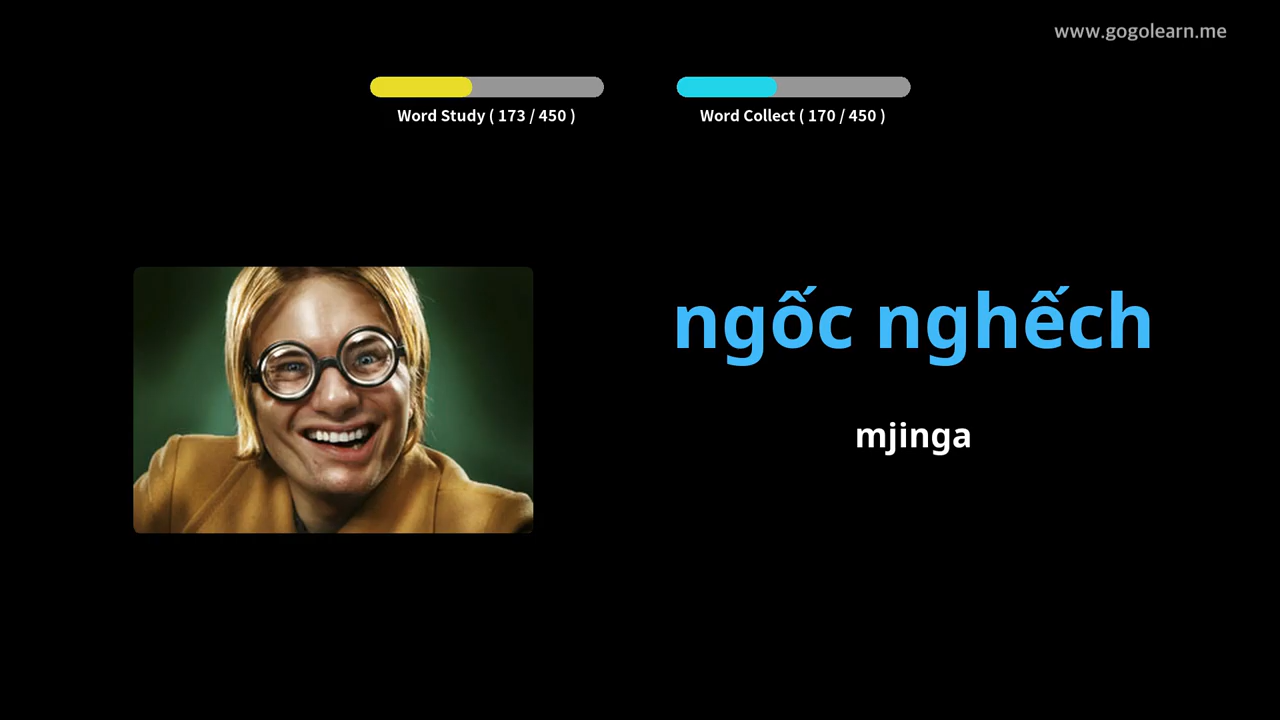 www.gogolearn.me
Word Study ( 173 / 450 )
Word Collect ( 170 / 450 )
ngốc nghếch
mjinga